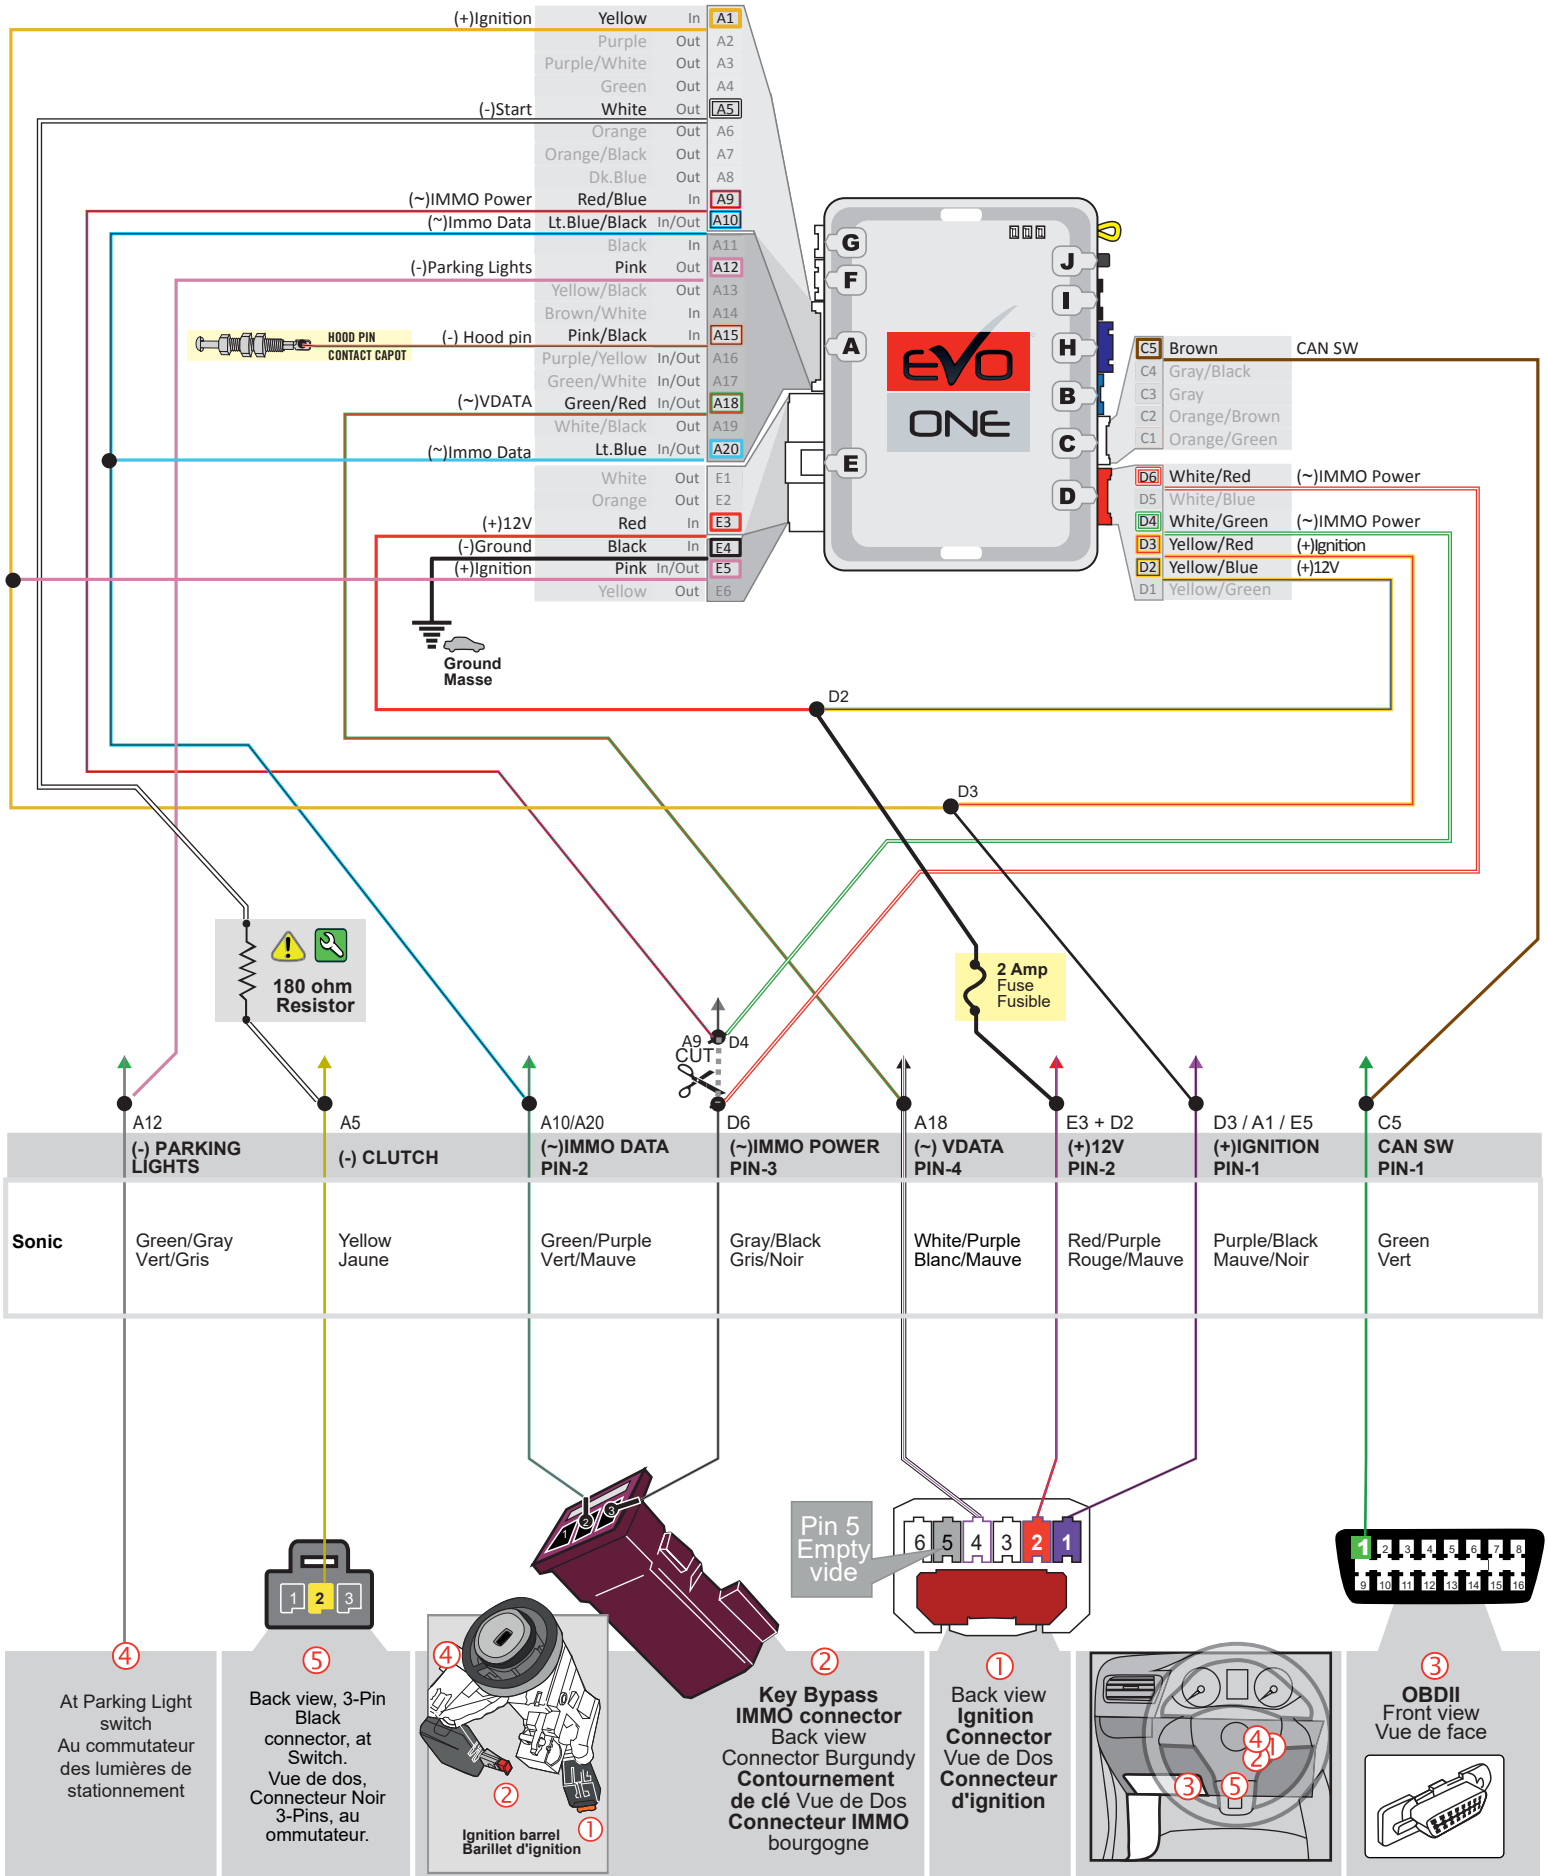 (+)Ignition Yellow In A1
Purple Out A2
Purple/White Out A3
Green Out A4
(-)Start White Out A5
Orange Out A6
Orange/Black Out A7
Dk.Blue Out A8
(~)IMMO Power Red/Blue In A9
(~)Immo Data Lt.Blue/Black In/Out A10
Black In A11
(-)Parking Lights Pink Out A12
Yellow/Black Out A13
Brown/White In A14
(-) Hood pin Pink/Black In A15
Purple/Yellow In/Out A16
Green/White In/Out A17
(~)VDATA Green/Red In/Out A18
White/Black Out A19
(~)Immo Data Lt.Blue In/Out A20
White Out E1
Orange Out E2
(+)12V Red In E3
(-)Ground Black In E4
(+)Ignition Pink In/Out E5
Yellow Out E6
HOOD PIN
CONTACT CAPOT
Ground
Masse
G
F
A
E
J
I
H
B
C
D
EVO
ONE
C5 Brown CAN SW
C4 Gray/Black
C3 Gray
C2 Orange/Brown
C1 Orange/Green
D6 White/Red (~)IMMO Power
D5 White/Blue
D4 White/Green (~)IMMO Power
D3 Yellow/Red (+)Ignition
D2 Yellow/Blue (+)12V
D1 Yellow/Green
D2
D3
180 ohm
Resistor
2 Amp
Fuse
Fusible
A9 D4
CUT
A12 A5 A10/A20 D6 A18 E3 + D2 D3 / A1 / E5 C5
(-) PARKING
LIGHTS
(-) CLUTCH
(~)IMMO DATA
PIN-2
(~)IMMO POWER
PIN-3
(~) VDATA
PIN-4
(+)12V
PIN-2
(+)IGNITION
PIN-1
CAN SW
PIN-1
Sonic
Green/Gray
Vert/Gris
Yellow
Jaune
Green/Purple
Vert/Mauve
Gray/Black
Gris/Noir
White/Purple
Blanc/Mauve
Red/Purple
Rouge/Mauve
Purple/Black
Mauve/Noir
Green
Vert
1 2 3
1 2 3
Pin 5
Empty
vide
6 5 4 3 2 1
1 2 3 4 5 6 7 8
9 10 11 12 13 14 15 16
4
At Parking Light
switch
Au commutateur
des lumières de
stationnement
5
Back view, 3-Pin
Black
connector, at
Switch.
Vue de dos,
Connecteur Noir
3-Pins, au
ommutateur.
4
2
1
Ignition barrel
Barillet d'ignition
2
Key Bypass
IMMO connector
Back view
Connector Burgundy
Contournement
de clé Vue de Dos
Connecteur IMMO
bourgogne
1
Back view
Ignition
Connector
Vue de Dos
Connecteur
d'ignition
4
1
2
3
5
3
OBDII
Front view
Vue de face